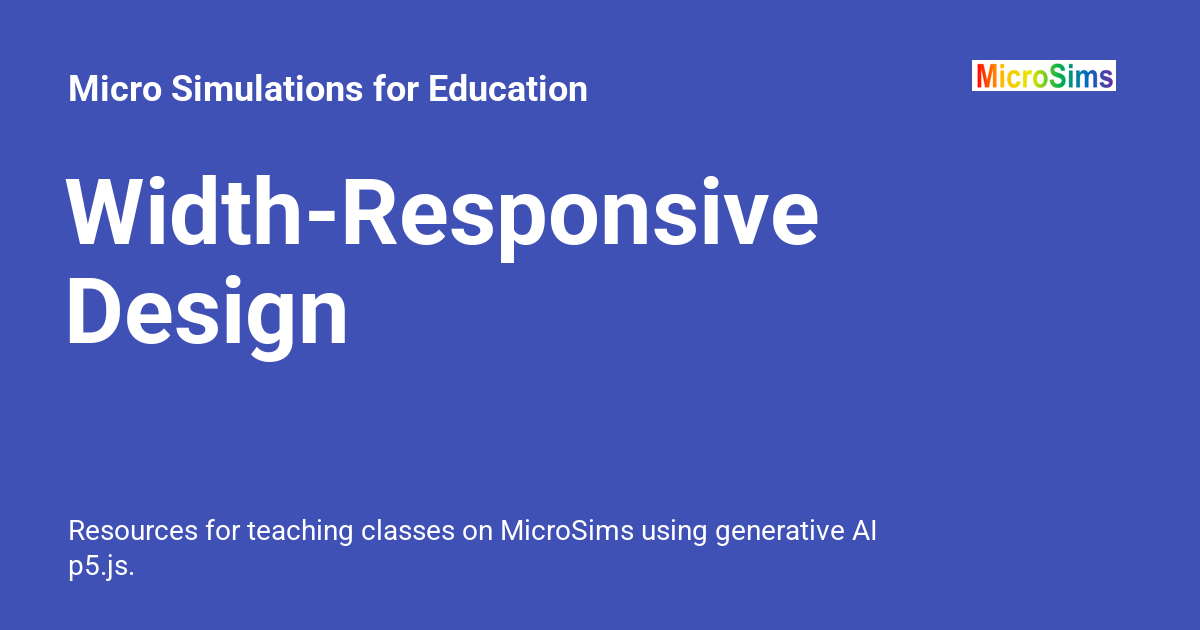 Micro Simulations for Education
MicroSims
Width-Responsive
Design
Resources for teaching classes on MicroSims using generative AI
p5.js.